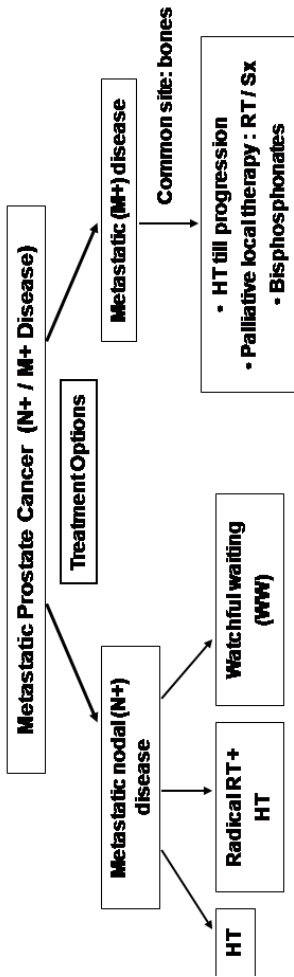 Metastatic Prostate Cancer (N+ / M+ Disease)
Treatment Options
Metastatic nodal (N+)
disease
Metastatic (M+) disease
Common site: bones
HT
Radical RT+
HT
Watchful waiting
(WW)
• HT till progression
• Palliative local therapy : RT / Sx
• Bisphosphonates